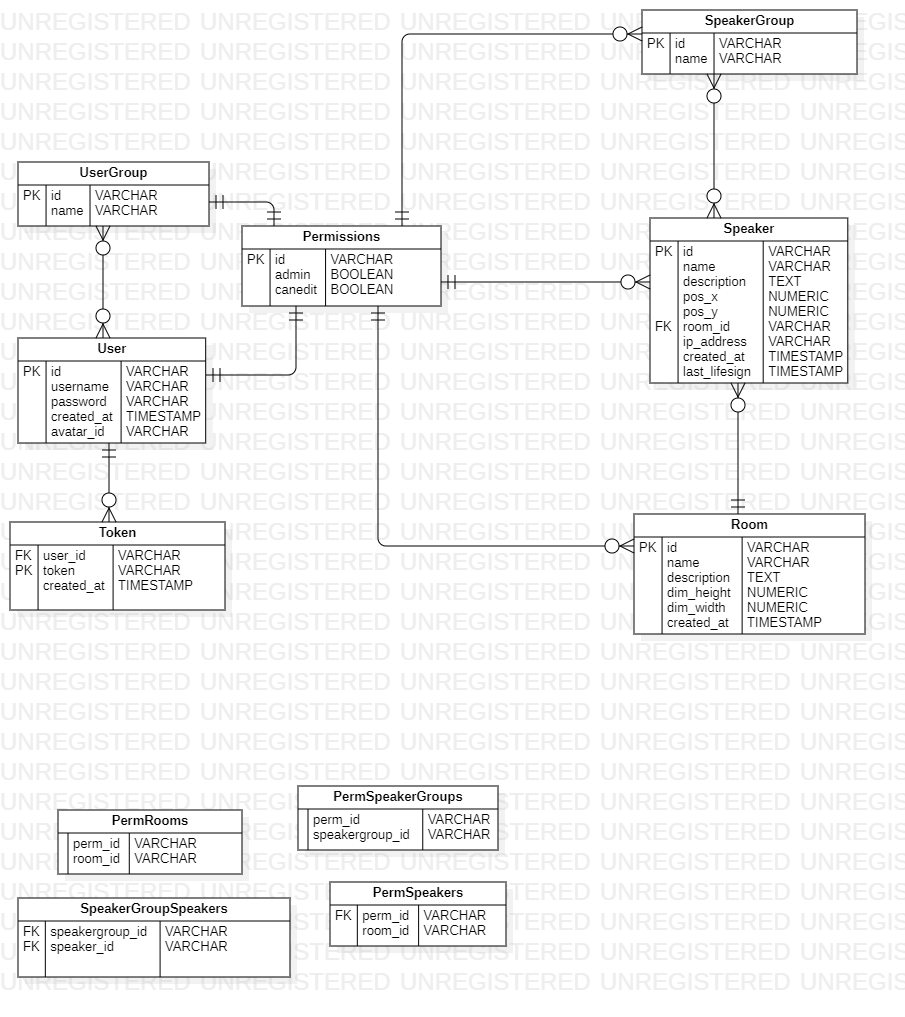 SpeakerGroup
PK id VARCHAR
name VARCHAR
UserGroup
PK id VARCHAR
name VARCHAR
Permissions
PK id VARCHAR
admin BOOLEAN
canedit BOOLEAN
Speaker
PK id VARCHAR
name VARCHAR
description TEXT
pos_x NUMERIC
pos_y NUMERIC
FK room_id VARCHAR
ip_address VARCHAR
created_at TIMESTAMP
last_lifesign TIMESTAMP
User
PK id VARCHAR
username VARCHAR
password VARCHAR
created_at TIMESTAMP
avatar_id VARCHAR
Token
FK user_id VARCHAR
PK token VARCHAR
created_at TIMESTAMP
Room
PK id VARCHAR
name VARCHAR
description TEXT
dim_height NUMERIC
dim_width NUMERIC
created_at TIMESTAMP
PermSpeakerGroups
perm_id VARCHAR
speakergroup_id VARCHAR
PermRooms
perm_id VARCHAR
room_id VARCHAR
PermSpeakers
FK perm_id VARCHAR
room_id VARCHAR
SpeakerGroupSpeakers
FK speakergroup_id VARCHAR
FK speaker_id VARCHAR
UNREGISTERED